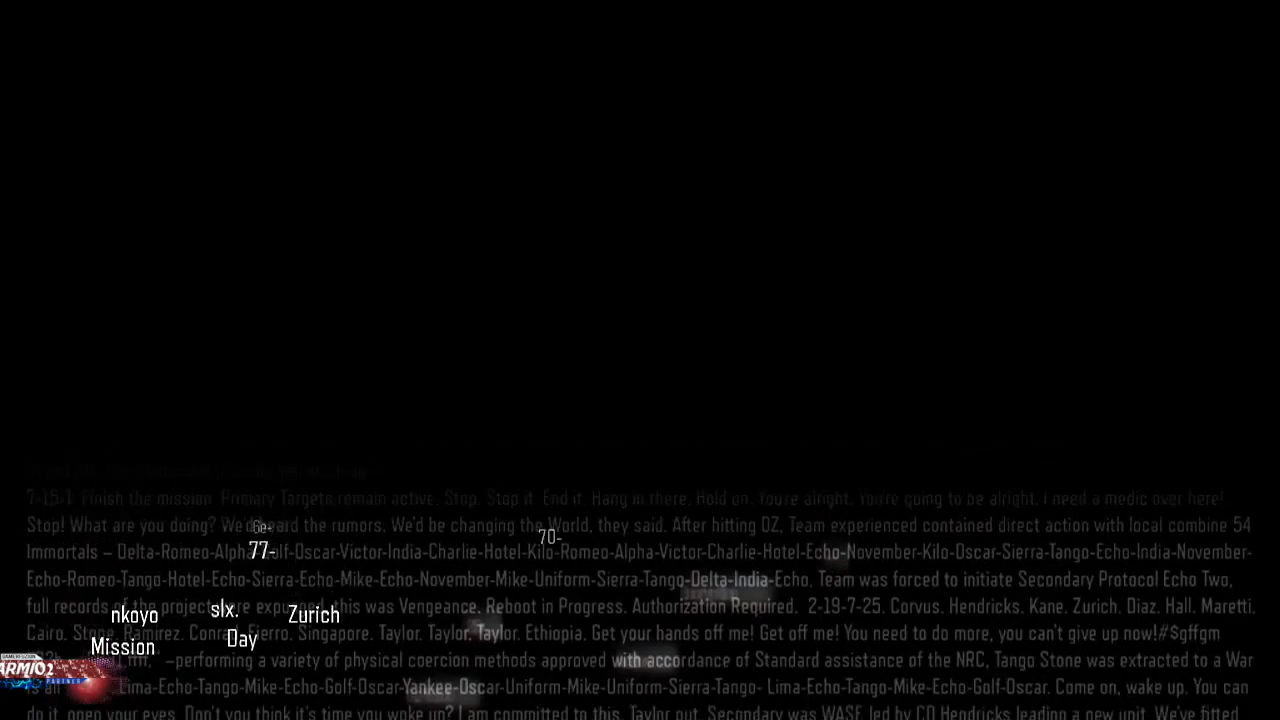 7-15-1. Finish the mission. Primary Targets remain active. Stop. Stop it. End it. Hang in there. Hold on. You're alright. You're going to be alright. I need a medic over here!
6e-
Stop! What are you doing? We'd heard the rumors. We'd be changing the World, they said. After hitting DZ, Team experienced contained direct action with local combine 54
70-
77-
Immortals – Delta-Romeo-Alpha- -Oscar-Victor-India-Charlie-Hotel-Kilo-Romeo-Alpha-Victor-Charlie-Hotel-Echo-November-Kilo-Oscar-Sierra-Tango-Echo-India-November-
Echo-Romeo-Tango-Hotel-Echo-Sierra-Echo-Mike-Echo-November-Mike-Uniform-Sierra-Tango-Delta-India-Echo, Team was forced to initiate Secondary Protocol Echo Two,
full records of the project were expunged, this was Vengeance. Reboot in Progress. Authorization Required. 2-19-7-25. Corvus. Hendricks. Kane. Zurich. Diaz. Hall. Maretti.
nkoyo slx. Zurich
Cairo. Stone. Ramirez. Conrad. Fierro. Singapore. Taylor. Taylor. Taylor. Ethiopia. Get your hands off me! Get off me! You need to do more, you can't give up now!#$gffgm
Mission Day
–performing a variety of physical coercion methods approved with accordance of Standard assistance of the NRC, Tango Stone was extracted to a War
ARMIO2
PARTNER
Lima-Echo-Tango-Mike-Echo-Golf-Oscar-Yankee-Oscar-Uniform-Mike-Uniform-Sierra-Tango- Lima-Echo-Tango-Mike-Echo-Golf-Oscar. Come on, wake up. You can
do it, open your eyes. Don't you think it's time you woke up? I am committed to this. Taylor out. Secondary was WASF, led by CO Hendricks leading a new unit. We've fitted